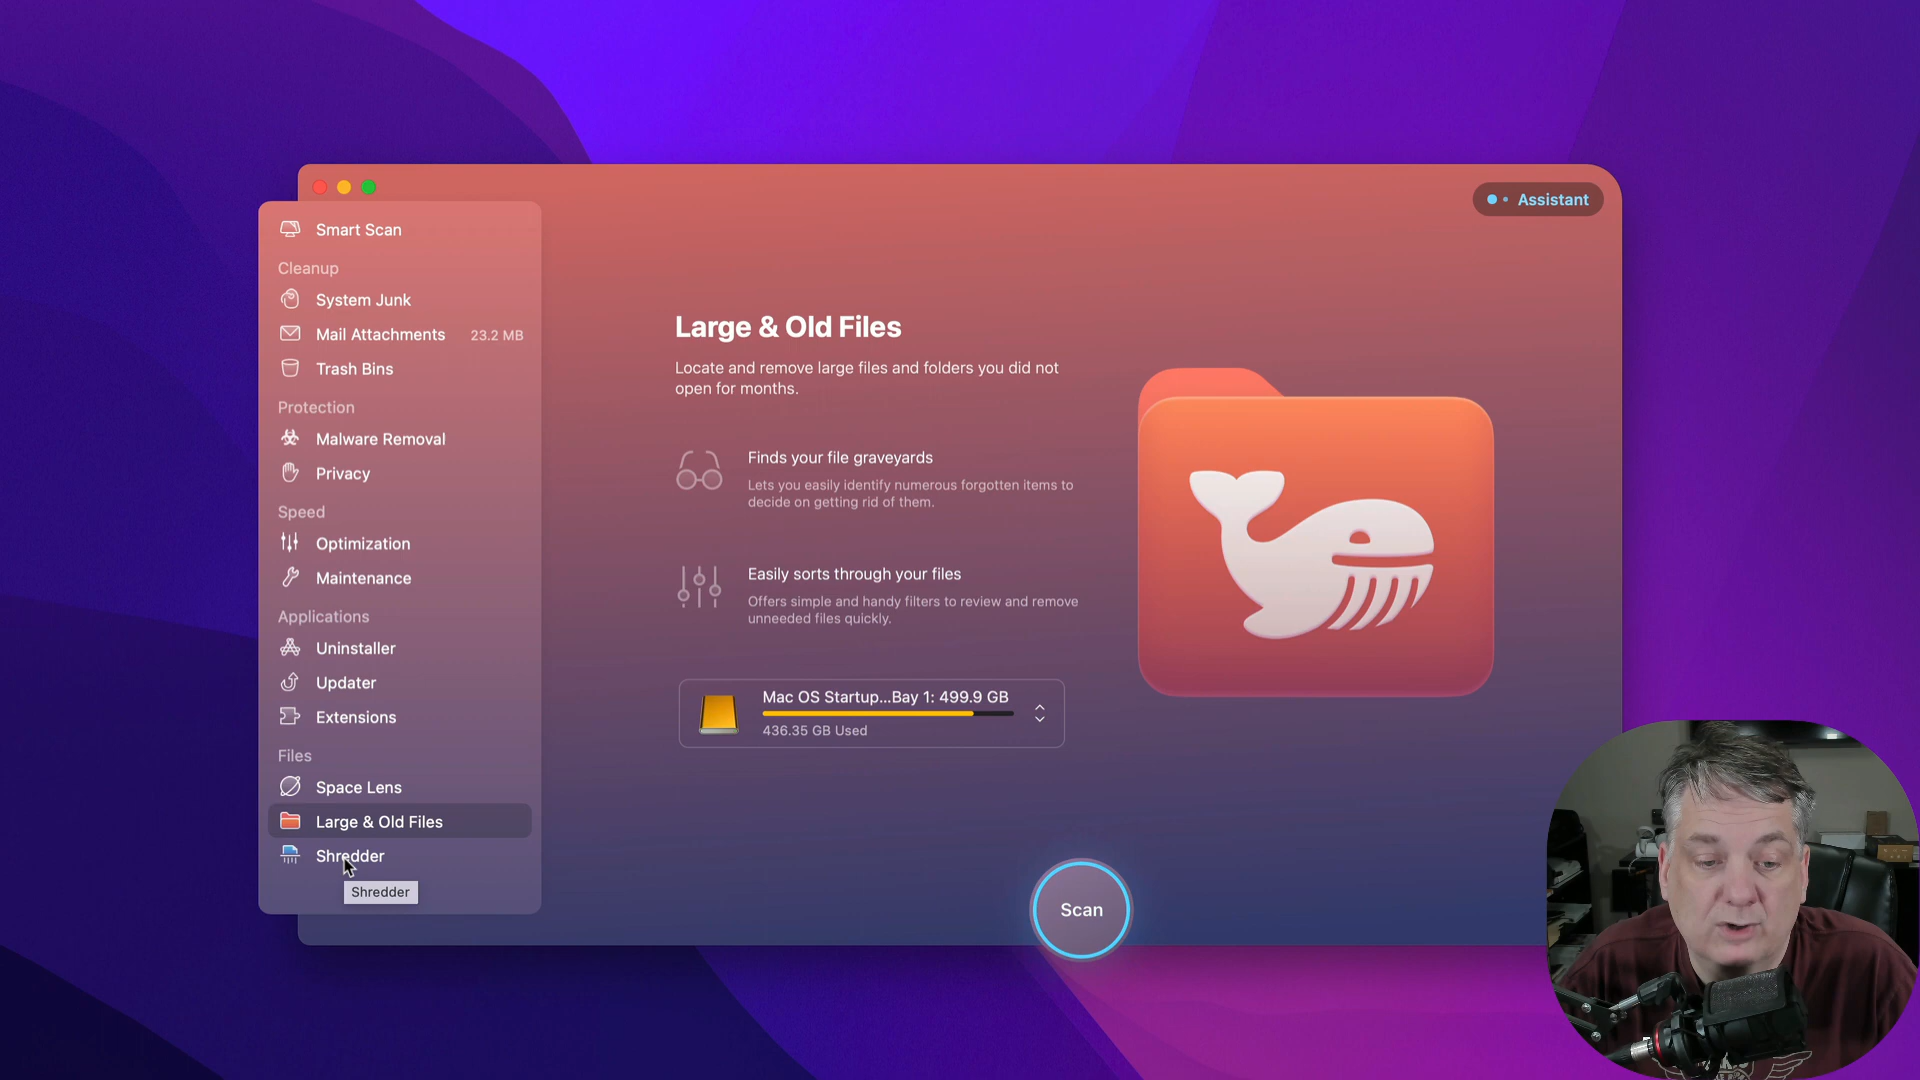 Assistant
Smart Scan
Cleanup
System Junk
Mail Attachments 23.2 MB
Trash Bins
Protection
Malware Removal
Privacy
Speed
Optimization
Maintenance
Applications
Uninstaller
Updater
Extensions
Files
Space Lens
Large & Old Files
Shredder
Shredder
Large & Old Files
Locate and remove large files and folders you did not
open for months.
Finds your file graveyards
Lets you easily identify numerous forgotten items to
decide on getting rid of them.
Easily sorts through your files
Offers simple and handy filters to review and remove
unneeded files quickly.
Mac OS Startup...Bay 1: 499.9 GB
436.35 GB Used
Scan